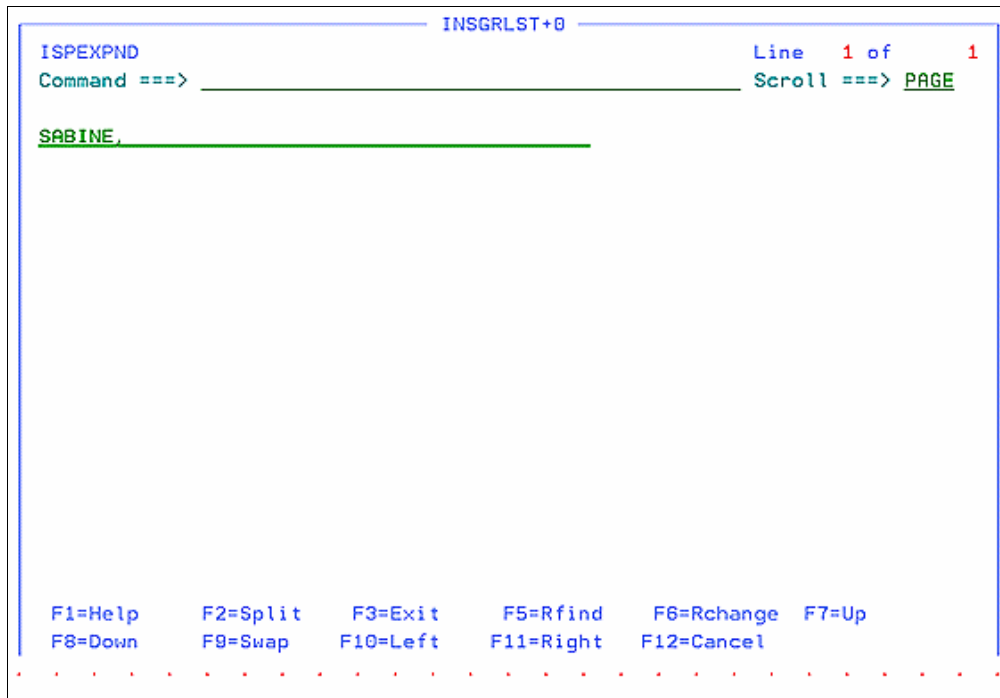 INSGRLST+0
ISPEXPND Line 1 of 1
Command ===> Scroll ===> PAGE
SABINE,
F1=Help F2=Split F3=Exit F5=Rfind F6=Rchange F7=Up
F8=Down F9=Swap F10=Left F11=Right F12=Cancel